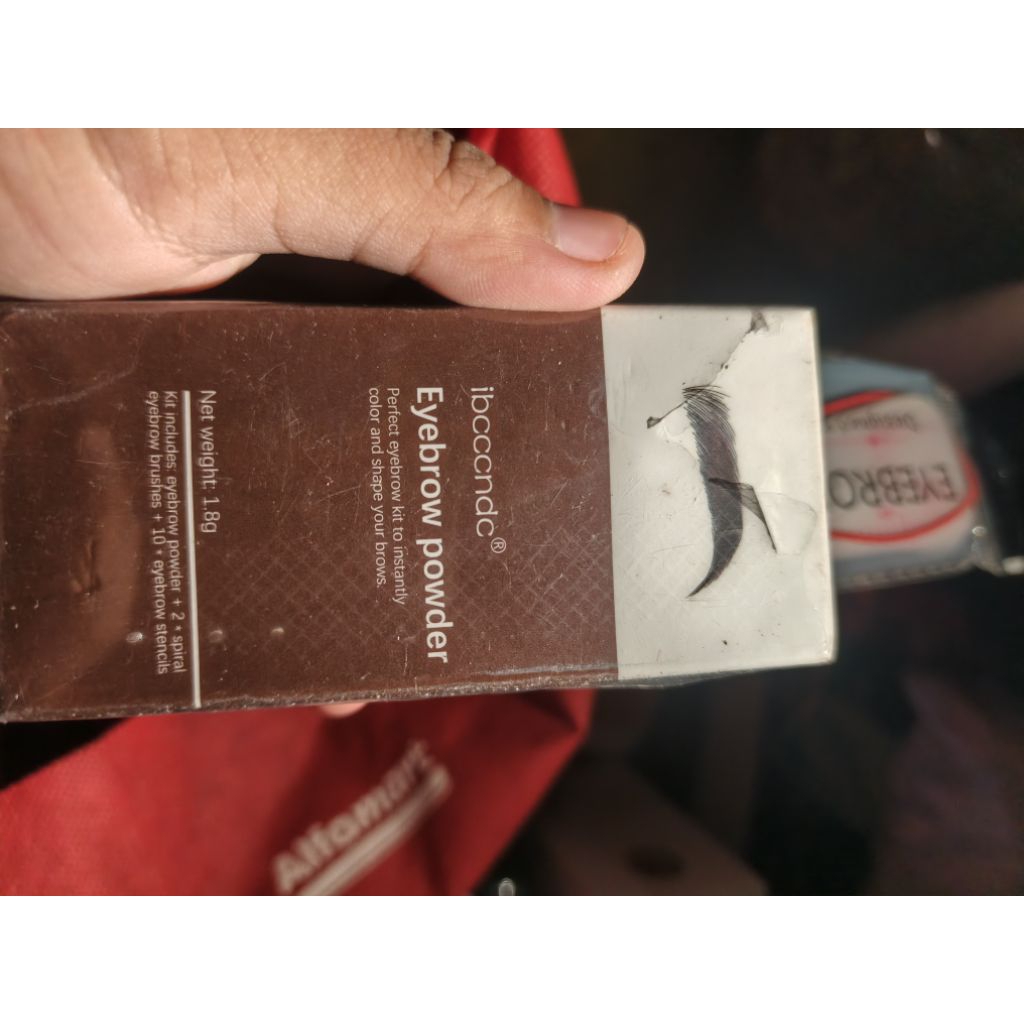 ibcccndc®
Eyebrow powder
Perfect eyebrow kit to instantly
color and shape your brows.
Net weight: 1.8g
Kit includes: eyebrow powder + 2 * spiral
eyebrow brushes + 10 * eyebrow stencils
Alfamart
EYEBRO